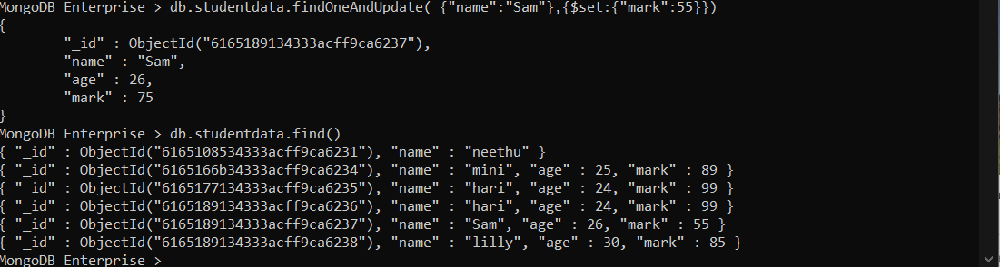 MongoDB Enterprise > db.studentdata.findOneAndUpdate( {"name":"Sam"},{$set:{"mark":55}})
{
        "_id" : ObjectId("6165189134333acff9ca6237"),
        "name" : "Sam",
        "age" : 26,
        "mark" : 75
}
MongoDB Enterprise > db.studentdata.find()
{ "_id" : ObjectId("6165108534333acff9ca6231"), "name" : "neethu" }
{ "_id" : ObjectId("6165166b34333acff9ca6234"), "name" : "mini", "age" : 25, "mark" : 89 }
{ "_id" : ObjectId("6165177134333acff9ca6235"), "name" : "hari", "age" : 24, "mark" : 99 }
{ "_id" : ObjectId("6165189134333acff9ca6236"), "name" : "hari", "age" : 24, "mark" : 99 }
{ "_id" : ObjectId("6165189134333acff9ca6237"), "name" : "Sam", "age" : 26, "mark" : 55 }
{ "_id" : ObjectId("6165189134333acff9ca6238"), "name" : "lilly", "age" : 30, "mark" : 85 }
MongoDB Enterprise >